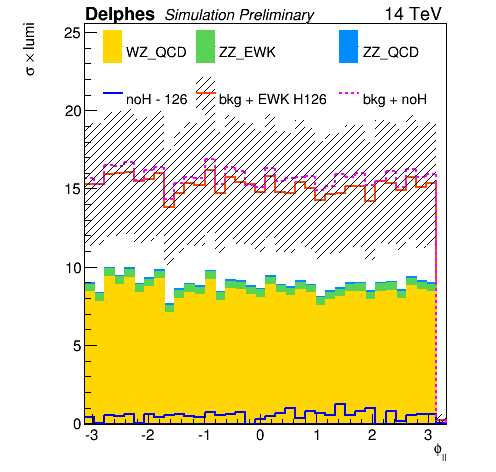 Delphes Simulation Preliminary 14 TeV
σ × lumi
25
WZ_QCD ZZ_EWK ZZ_QCD
noH - 126 bkg + EWK H126 bkg + noH
20
15
10
5
0
-3 -2 -1 0 1 2 3
ϕ||